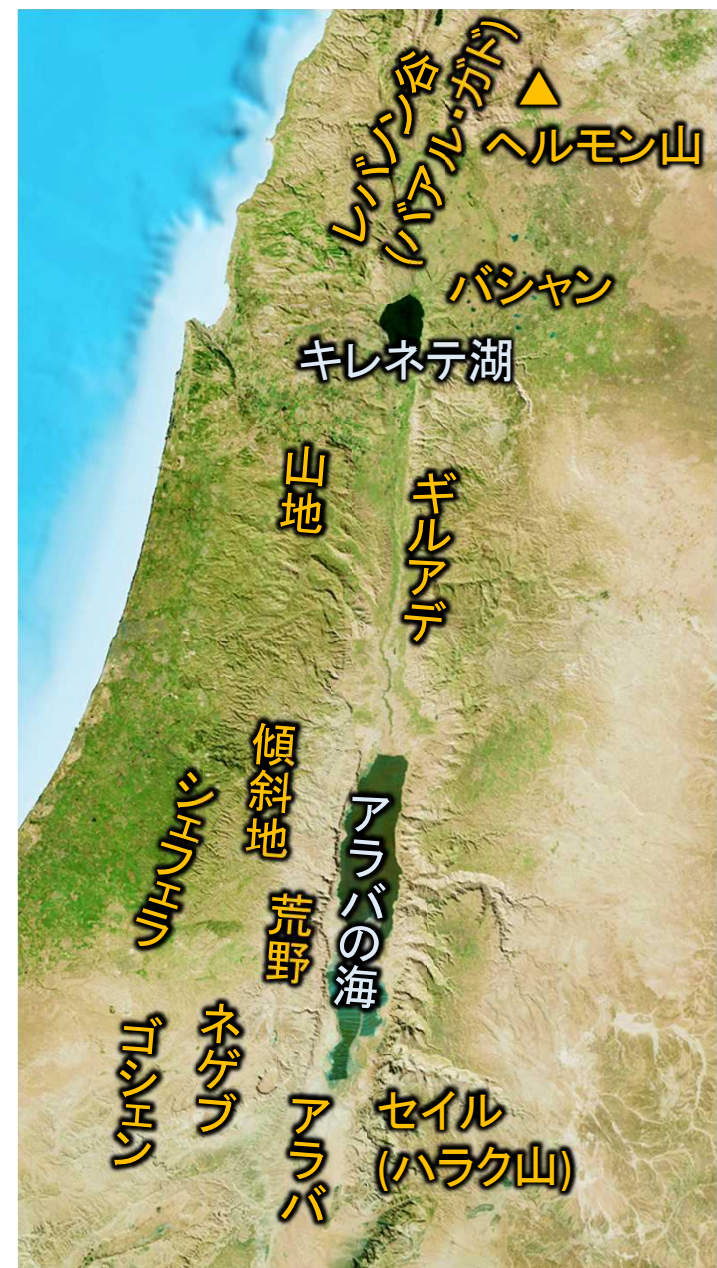 レバノン谷
(バアル・ガド)
ヘルモン山
バシャン
キレネテ湖
山地
ギルアデ
傾斜地
シェフェラ
アラバの海
荒野
ネゲブ
ゴシェン
アラバ
セイル
(ハラク山)